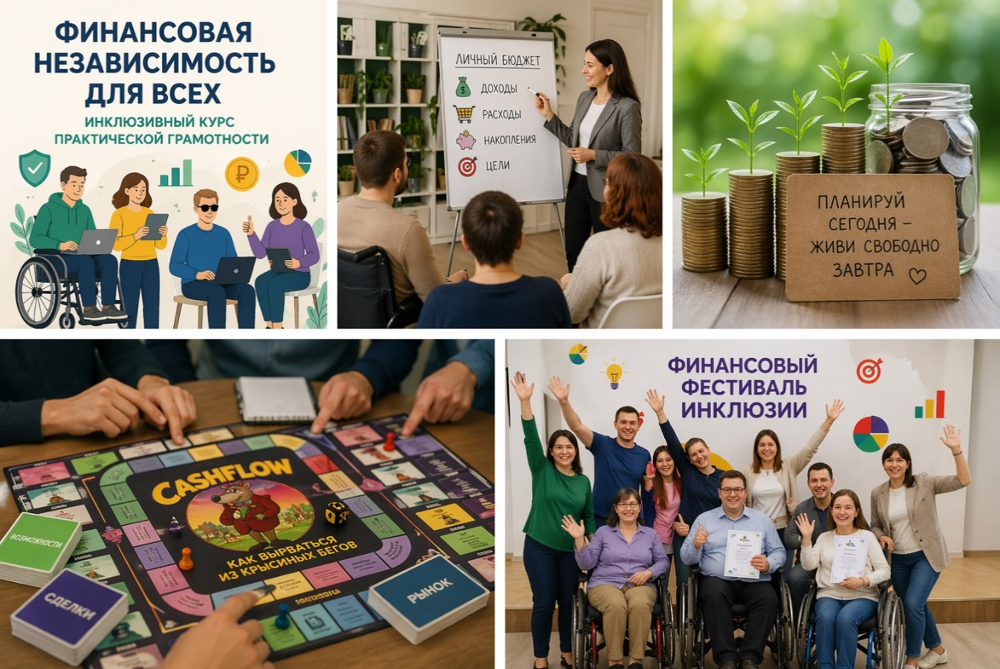 ФИНАНСОВАЯ
НЕЗАВИСИМОСТЬ
ДЛЯ ВСЕХ
ИНКЛЮЗИВНЫЙ КУРС
ПРАКТИЧЕСКОЙ ГРАМОТНОСТИ
ЛИЧНЫЙ БЮДЖЕТ
ДОХОДЫ
РАСХОДЫ
НАКОПЛЕНИЯ
ЦЕЛИ
ПЛАНИРУЙ
СЕГОДНЯ –
ЖИВИ СВОБОДНО
ЗАВТРА
CASHFLOW
КАК ВЫРВАТЬСЯ
ИЗ КРЫСИНЫХ БЕГОВ
ВОЗМОЖНОСТИ
СДЕЛКИ
РЫНОК
ФИНАНСОВЫЙ
ФЕСТИВАЛЬ
ИНКЛЮЗИИ